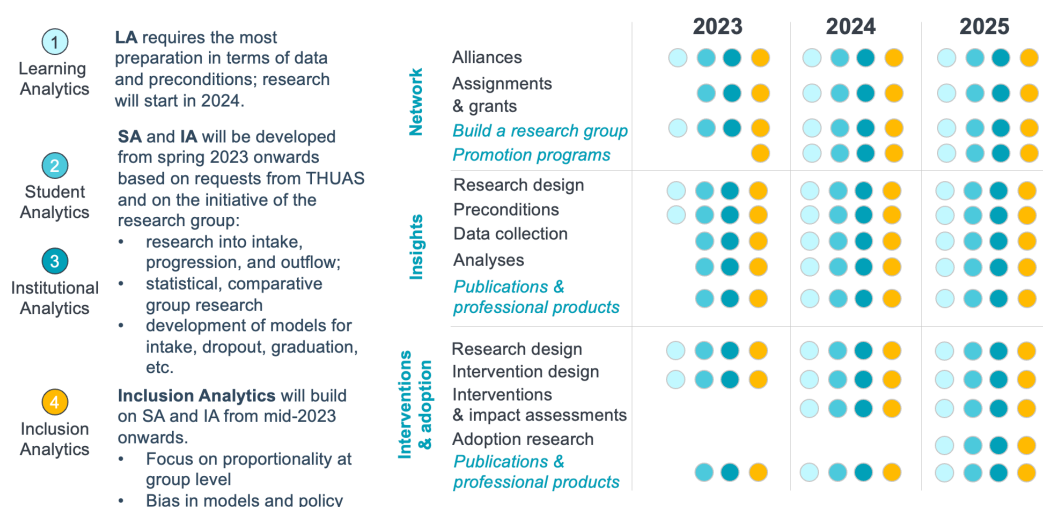 1
Learning
Analytics
LA requires the most
preparation in terms of data
and preconditions; research
will start in 2024.
2
Student
Analytics
3
Institutional
Analytics
SA and IA will be developed
from spring 2023 onwards
based on requests from THUAS
and on the initiative of the
research group:
• research into intake,
progression, and outflow;
• statistical, comparative
group research
• development of models for
intake, dropout, graduation,
etc.
4
Inclusion
Analytics
Inclusion Analytics will build
on SA and IA from mid-2023
onwards.
• Focus on proportionality at
group level
• Bias in models and policy
2023
2024
2025
Network
Alliances
Assignments
& grants
Build a research group
Promotion programs
Insights
Research design
Preconditions
Data collection
Analyses
Publications &
professional products
Interventions
& adoption
Research design
Intervention design
Interventions
& impact assessments
Adoption research
Publications &
professional products